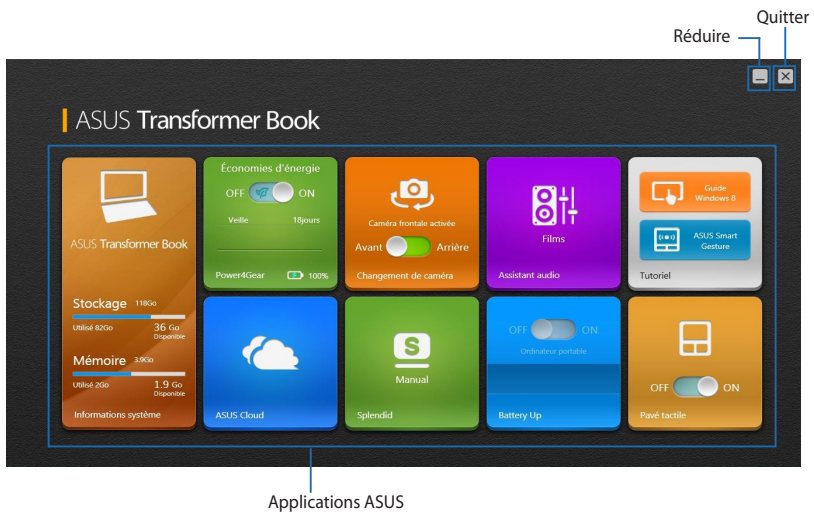 Quitter
Réduire
ASUS Transformer Book
ASUS Transformer Book
Stockage 118Go
Utilisé 82Go 36 Go
Disponible
Mémoire 3.9Go
Utilisé 2Go 1.9 Go
Disponible
Informations système
Économies d'énergie
OFF ON
Veille 18jours
Power4Gear 100%
Caméra frontale activée
Avant Arrière
Changement de caméra
Films
Assistant audio
Guide
Windows 8
ASUS Smart
Gesture
Tutoriel
ASUS Cloud
S
Manual
Splendid
OFF ON
Ordinateur portable
Battery Up
OFF ON
Pavé tactile
Applications ASUS